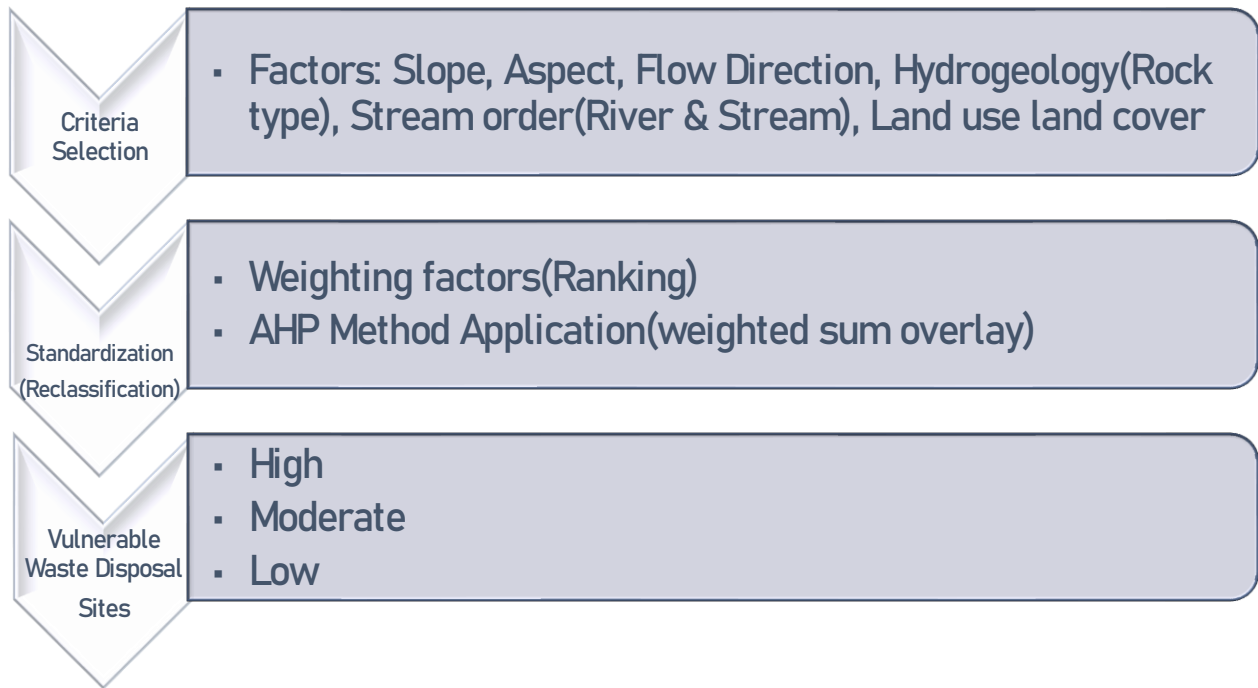 Criteria
Selection
▪ Factors: Slope, Aspect, Flow Direction, Hydrogeology(Rock
type), Stream order(River & Stream), Land use land cover
Standardization
(Reclassification)
▪ Weighting factors(Ranking)
▪ AHP Method Application(weighted sum overlay)
Vulnerable
Waste Disposal
Sites
▪ High
▪ Moderate
▪ Low